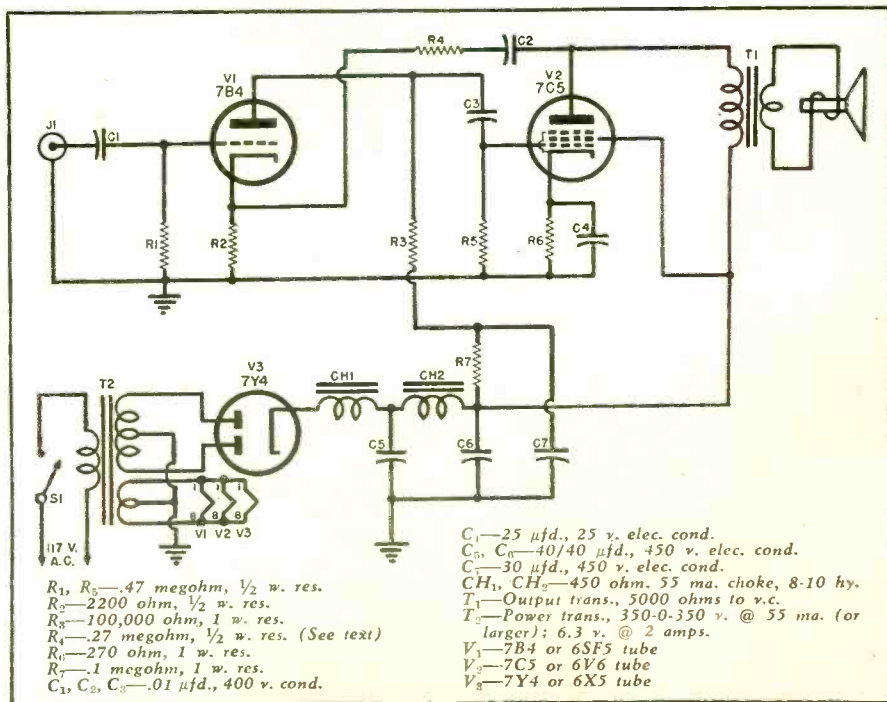 R4
C2
T1
V1
7B4
V2
7C5
C3
J1
C1
R1
R2
R3
R5
R6
C4
V3
7Y4
CH1
CH2
R7
T2
C5
C6
C7
S1
1 1 1
8 8 8
V1 V2 V3
117 V.
A.C.
R₁, R₅—.47 megohm, ½ w. res.
R₂—2200 ohm, ½ w. res.
R₃—100,000 ohm, 1 w. res.
R₄—.27 megohm, ½ w. res. (See text)
R₆—270 ohm, 1 w. res.
R₇—.1 megohm, 1 w. res.
C₁, C₂, C₃—.01 µfd., 400 v. cond.
C₄—25 µfd., 25 v. elec. cond.
C₅, C₆—40/40 µfd., 450 v. elec. cond.
C₇—30 µfd., 450 v. elec. cond.
CH₁, CH₂—450 ohm. 55 ma. choke, 8-10 hy.
T₁—Output trans., 5000 ohms to v.c.
T₂—Power trans., 350-0-350 v. @ 55 ma. (or
larger); 6.3 v. @ 2 amps.
V₁—7B4 or 6SF5 tube
V₂—7C5 or 6V6 tube
V₃—7Y4 or 6X5 tube